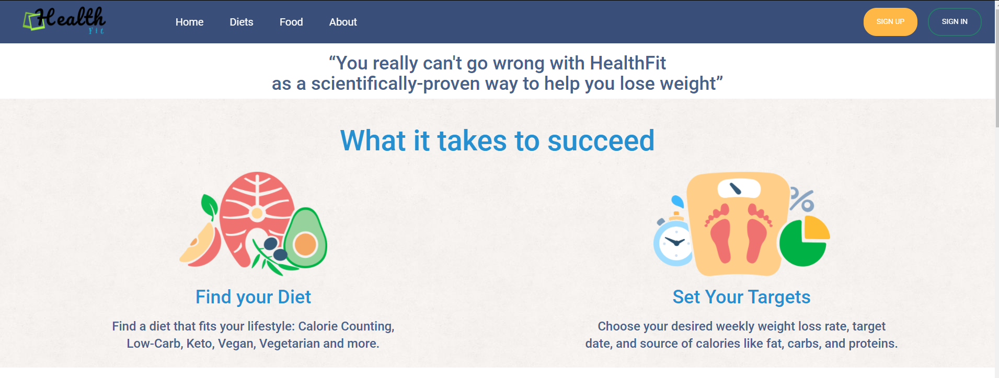 Health
Fit
Home Diets Food About
SIGN UP SIGN IN
“You really can't go wrong with HealthFit
as a scientifically-proven way to help you lose weight”
What it takes to succeed
%
Find your Diet
Find a diet that fits your lifestyle: Calorie Counting,
Low-Carb, Keto, Vegan, Vegetarian and more.
Set Your Targets
Choose your desired weekly weight loss rate, target
date, and source of calories like fat, carbs, and proteins.